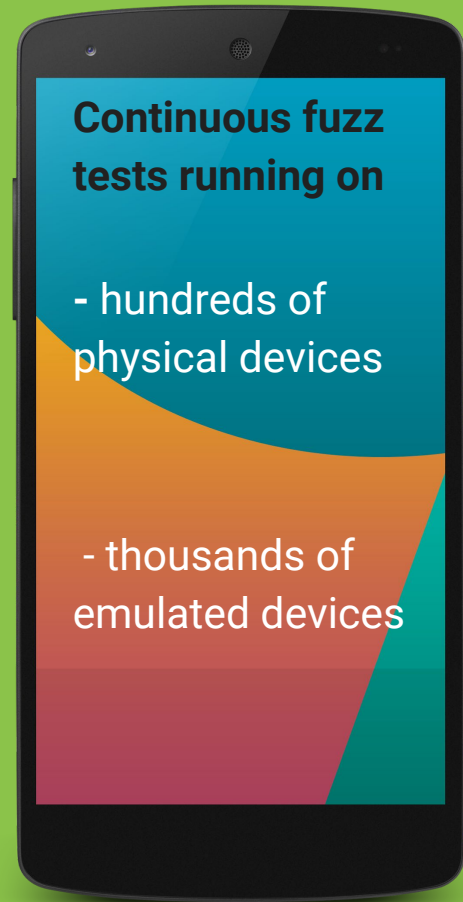 Continuous fuzz
tests running on
- hundreds of
physical devices
- thousands of
emulated devices